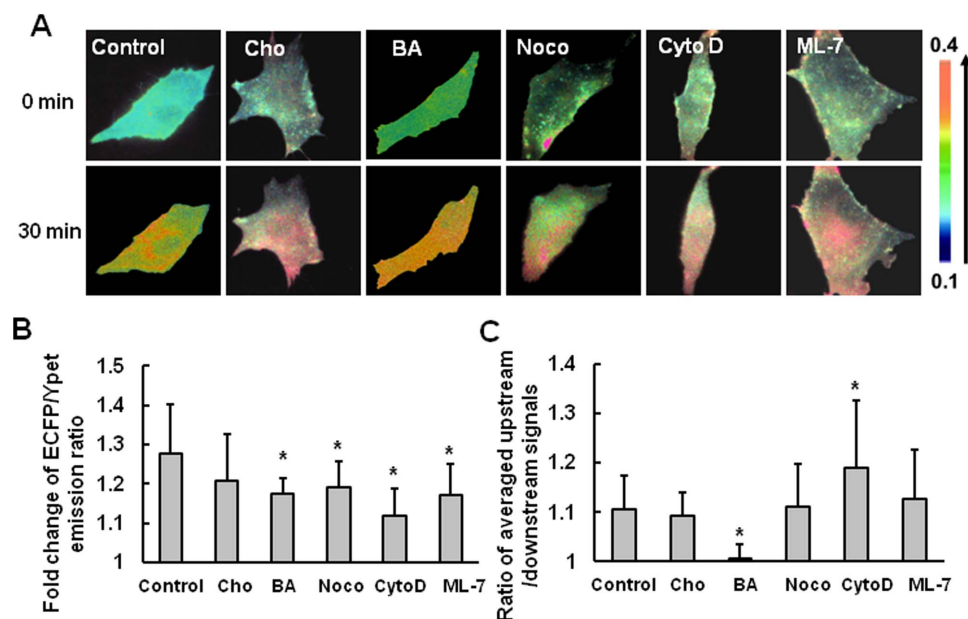 A
Control Cho BA Noco Cyto D ML-7
0 min
30 min
0.4
0.1
B
Fold change of ECFP/Ypet
emission ratio
1.5
1.4
1.3
1.2
1.1
1
* * * *
Control Cho BA Noco CytoD ML-7
C
Ratio of averaged upstream
/downstream signals
1.4
1.3
1.2
1.1
1
* *
Control Cho BA Noco CytoD ML-7